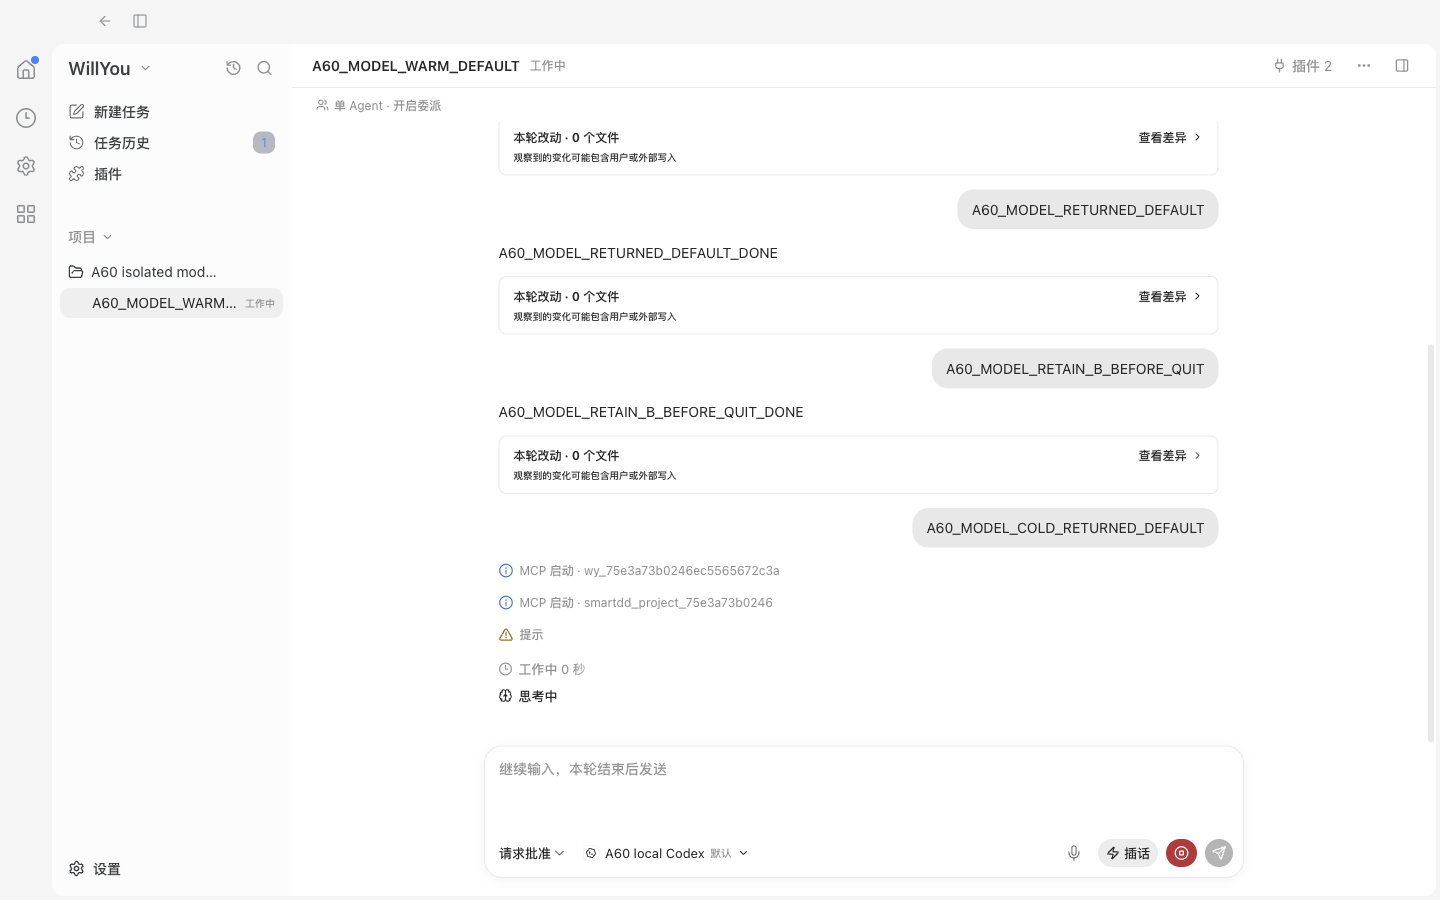 WillYou
新建任务
任务历史
1
插件
项目
A60 isolated mod...
A60_MODEL_WARM... 工作中
设置
A60_MODEL_WARM_DEFAULT 工作中
插件 2
单 Agent · 开启委派
本轮改动 · 0 个文件 查看差异
观察到的变化可能包含用户或外部写入
A60_MODEL_RETURNED_DEFAULT
A60_MODEL_RETURNED_DEFAULT_DONE
本轮改动 · 0 个文件 查看差异
观察到的变化可能包含用户或外部写入
A60_MODEL_RETAIN_B_BEFORE_QUIT
A60_MODEL_RETAIN_B_BEFORE_QUIT_DONE
本轮改动 · 0 个文件 查看差异
观察到的变化可能包含用户或外部写入
A60_MODEL_COLD_RETURNED_DEFAULT
MCP 启动 · wy_75e3a73b0246ec5565672c3a
MCP 启动 · smartdd_project_75e3a73b0246
提示
工作中 0 秒
思考中
继续输入，本轮结束后发送
请求批准 A60 local Codex 默认 插话